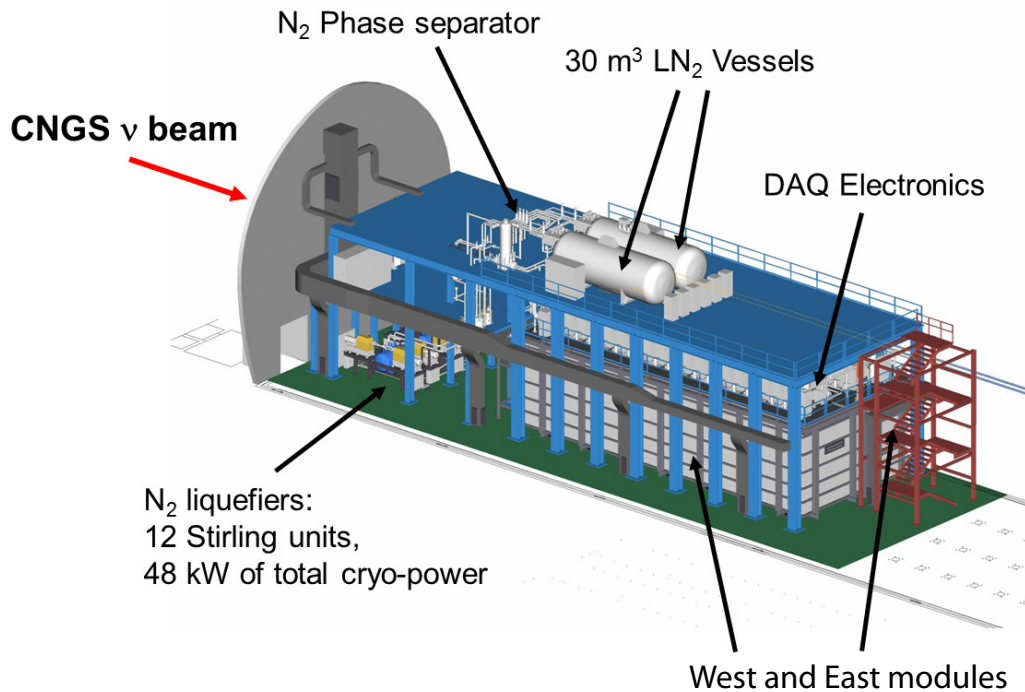 N₂ Phase separator
30 m³ LN₂ Vessels
CNGS ν beam
DAQ Electronics
N₂ liquefiers:
12 Stirling units,
48 kW of total cryo-power
West and East modules